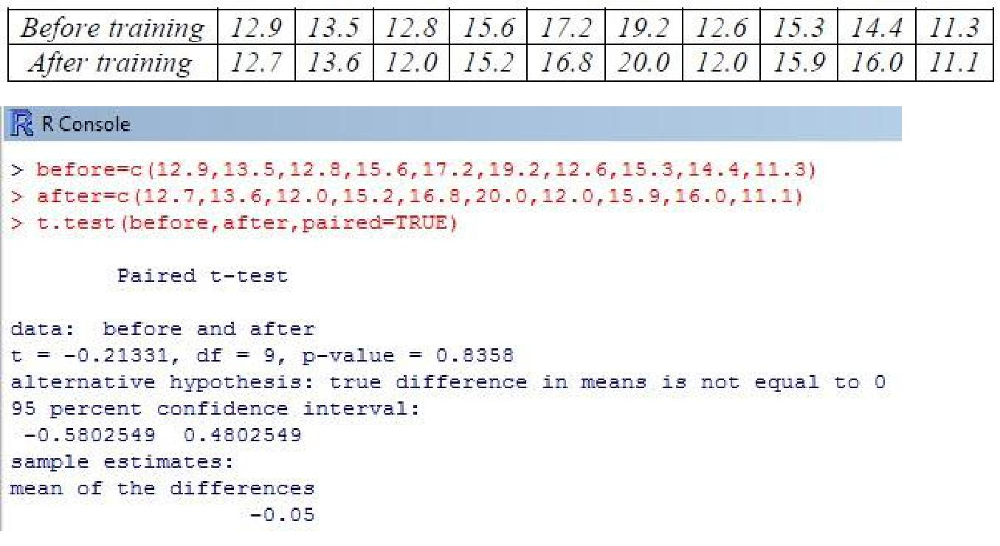 Before training 12.9 13.5 12.8 15.6 17.2 19.2 12.6 15.3 14.4 11.3
After training 12.7 13.6 12.0 15.2 16.8 20.0 12.0 15.9 16.0 11.1
R R Console
> before=c(12.9,13.5,12.8,15.6,17.2,19.2,12.6,15.3,14.4,11.3)
> after=c(12.7,13.6,12.0,15.2,16.8,20.0,12.0,15.9,16.0,11.1)
> t.test(before,after,paired=TRUE)
Paired t-test
data: before and after
t = -0.21331, df = 9, p-value = 0.8358
alternative hypothesis: true difference in means is not equal to 0
95 percent confidence interval:
-0.5802549 0.4802549
sample estimates:
mean of the differences
-0.05